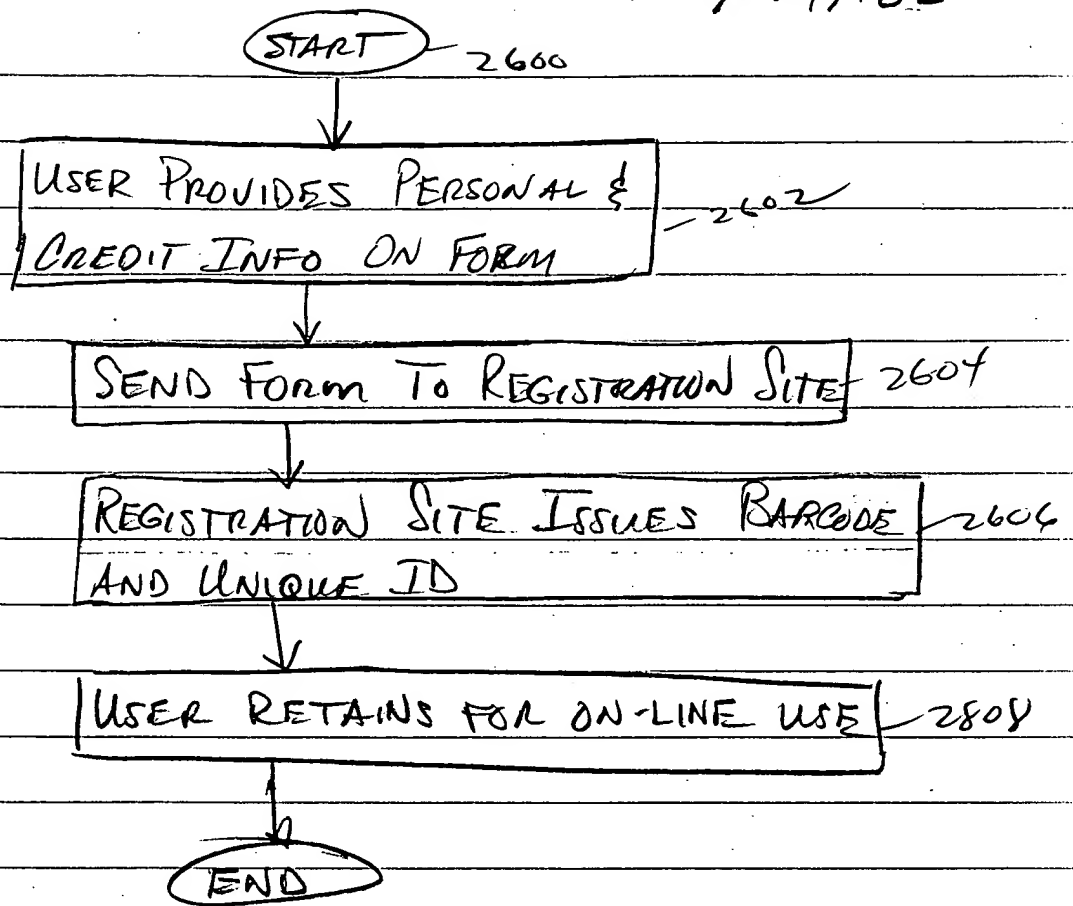 START 2600
USER PROVIDES PERSONAL &
CREDIT INFO ON FORM 2602
SEND FORM TO REGISTRATION SITE 2604
REGISTRATION SITE ISSUES BARCODE 2606
AND UNIQUE ID
USER RETAINS FOR ON-LINE USE 2808
END